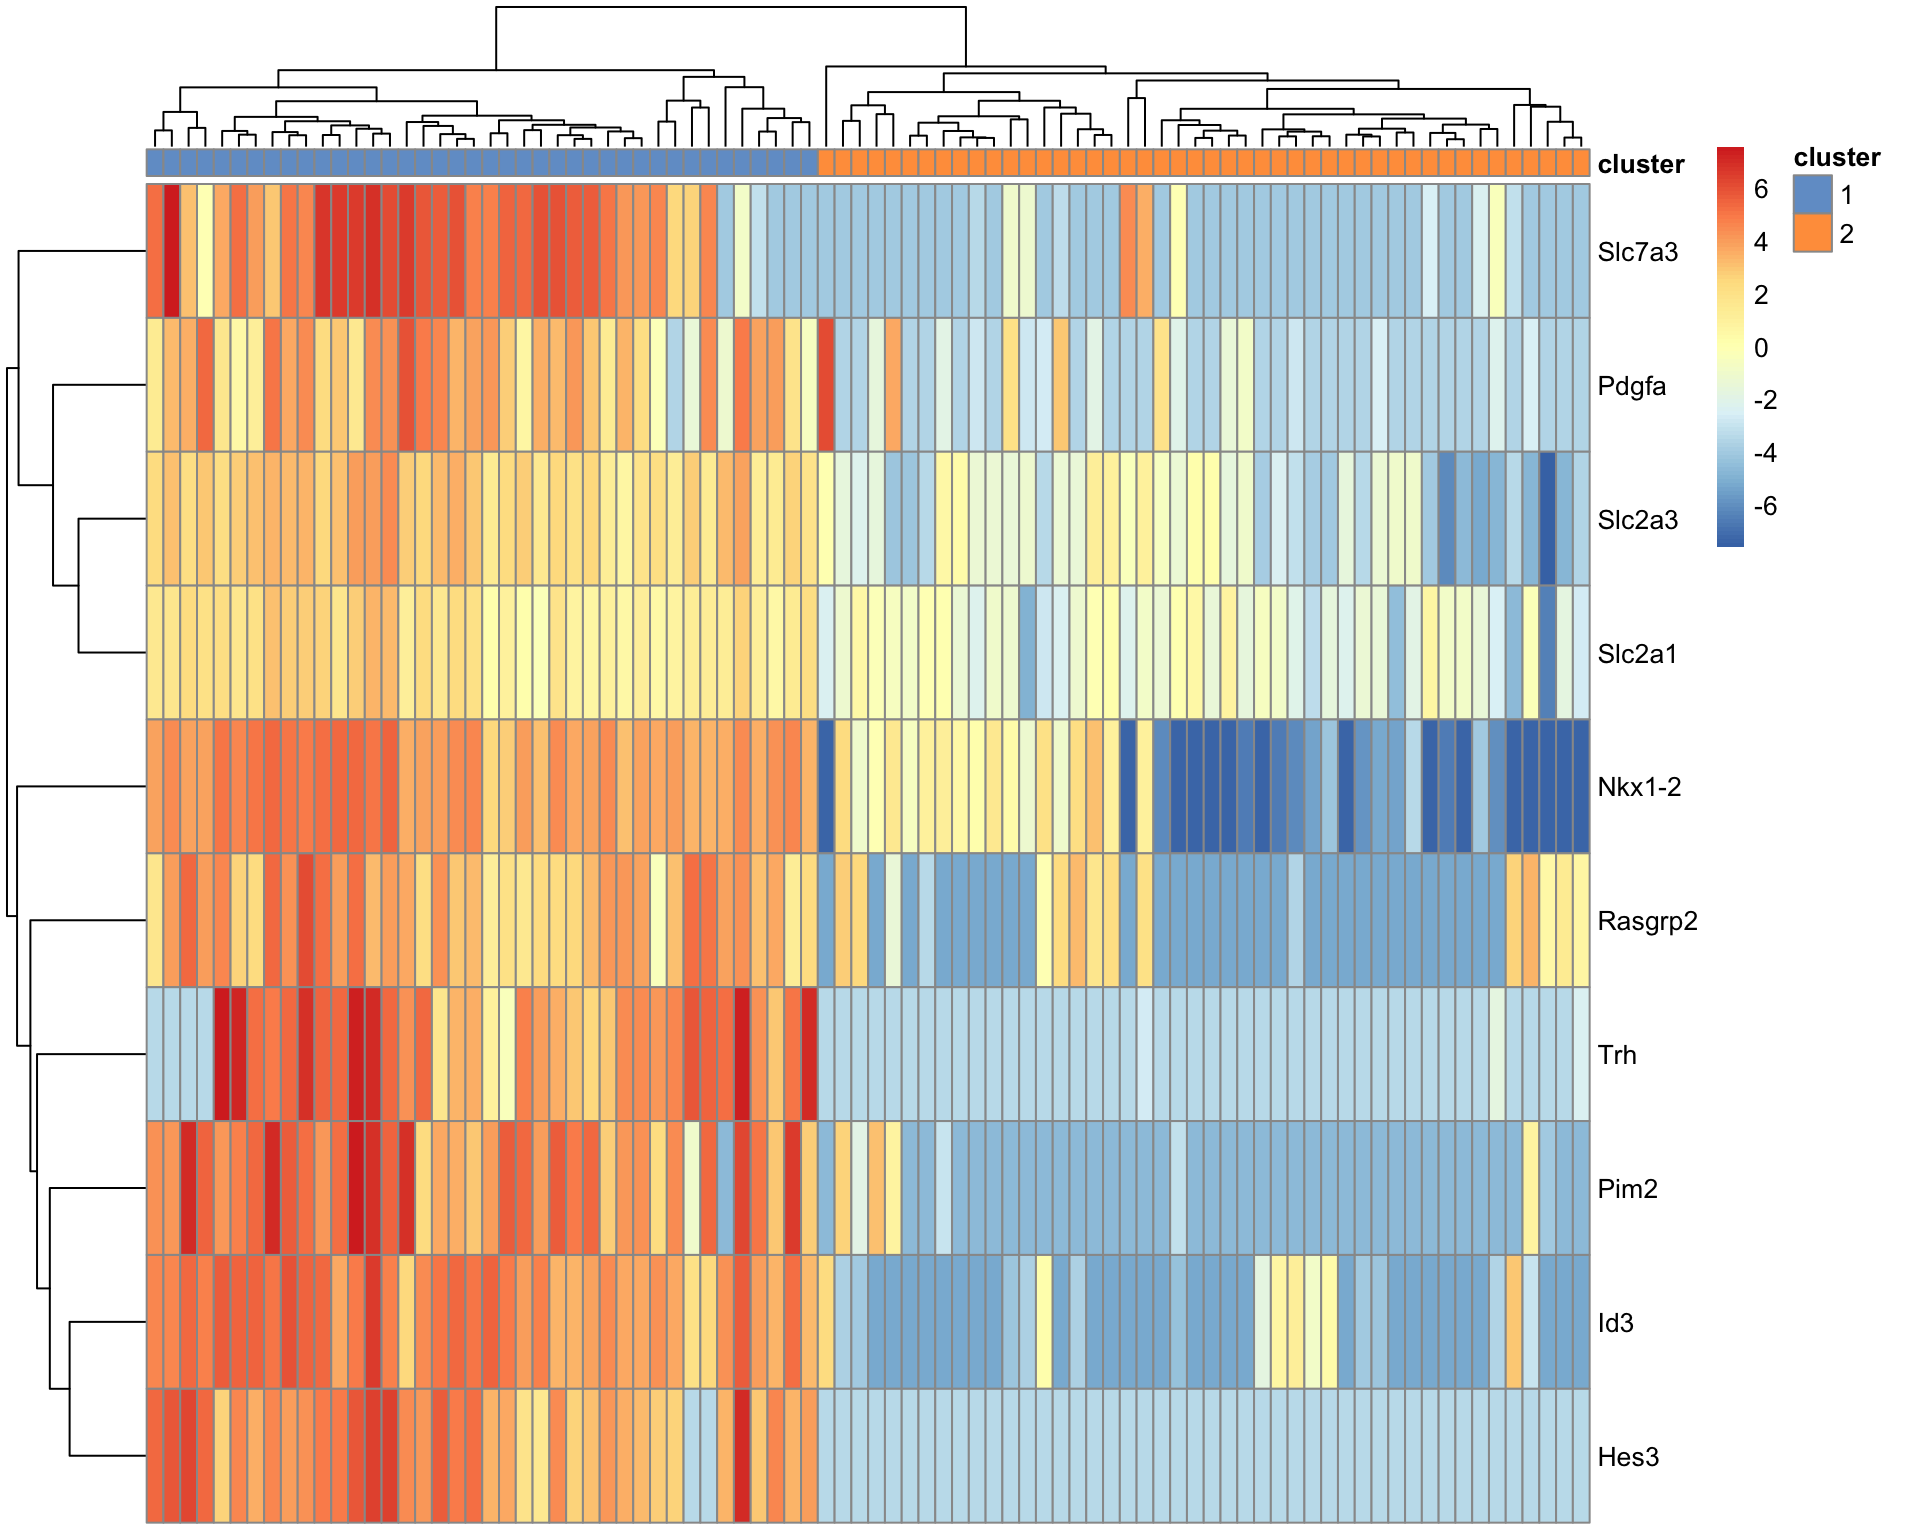 cluster
Slc7a3
Pdgfa
Slc2a3
Slc2a1
Nkx1-2
Rasgrp2
Trh
Pim2
Id3
Hes3
6
4
2
0
-2
-4
-6
cluster
1
2